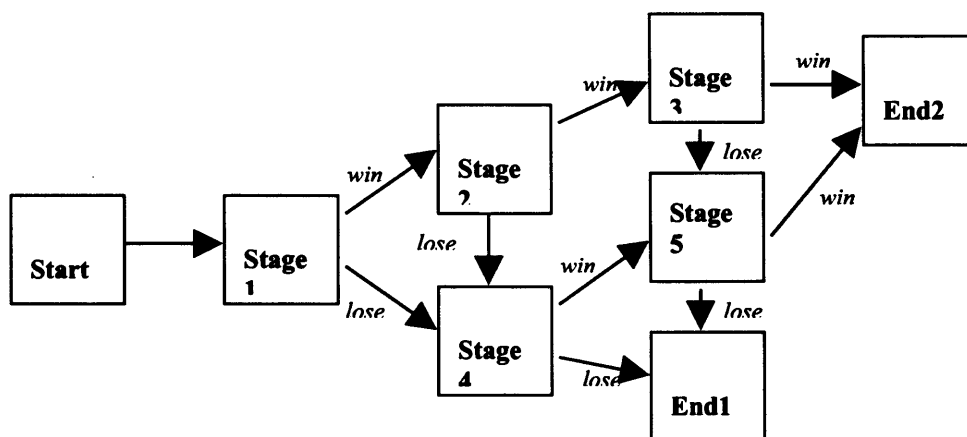 Start
Stage
1
win
lose
Stage
2
lose
Stage
4
win
win
lose
Stage
3
lose
Stage
5
lose
End1
win
win
End2